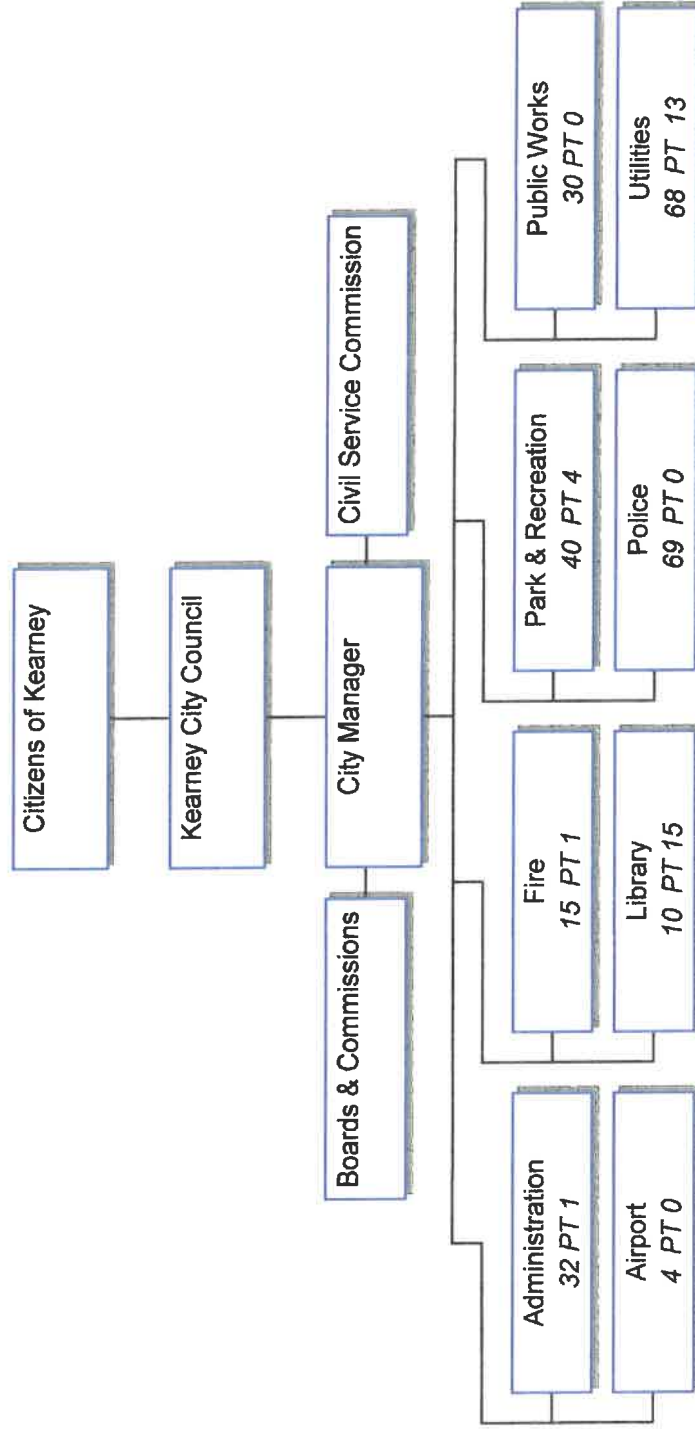 Citizens of Kearney
Kearney City Council
Boards & Commissions
City Manager
Civil Service Commission
Administration
32 PT 1
Airport
4 PT 0
Fire
15 PT 1
Library
10 PT 15
Park & Recreation
40 PT 4
Police
69 PT 0
Public Works
30 PT 0
Utilities
68 PT 13